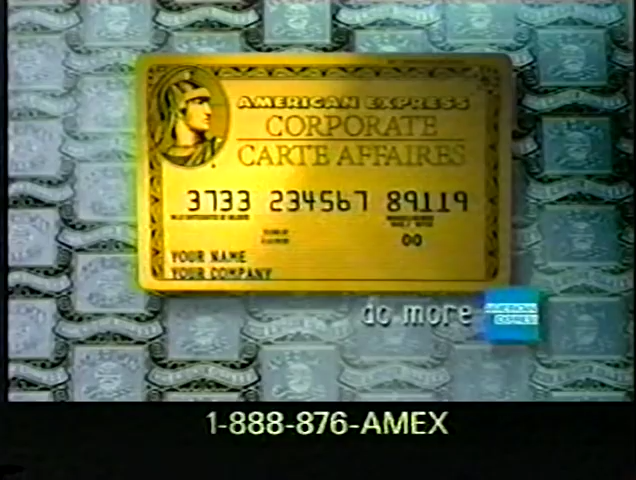 AMERICAN EXPRESS
CORPORATE
CARTE AFFAIRES
3733 234567 89119
00
YOUR NAME
YOUR COMPANY
do more
AMERICAN
EXPRESS
1-888-876-AMEX